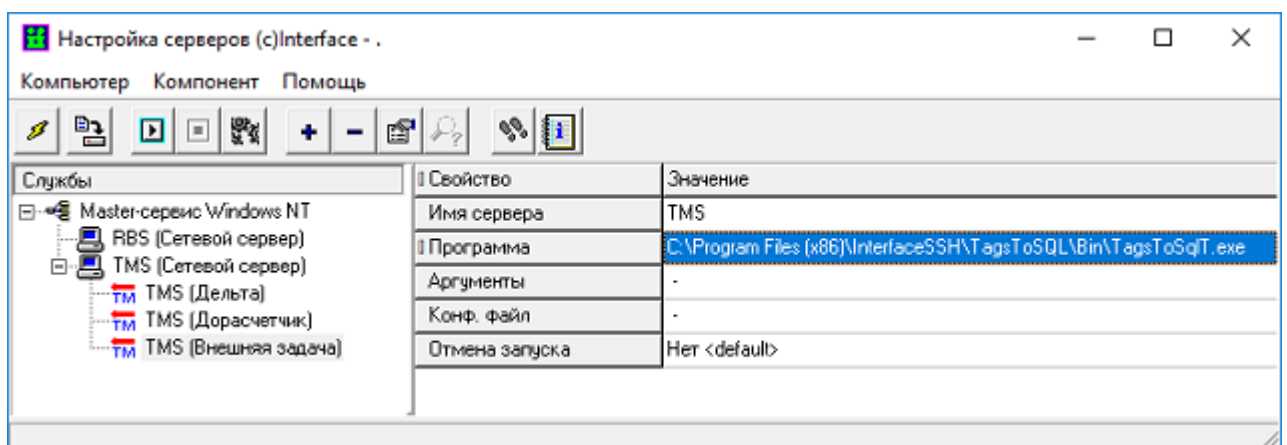 Настройка серверов (c)Interface - .
Компьютер Компонент Помощь
Службы
Свойство Значение
Master-сервис Windows NT
Имя сервера TMS
RBS (Сетевой сервер)
Программа C:\Program Files (x86)\InterfaceSSH\TagsToSQL\Bin\TagsToSqlT.exe
TMS (Сетевой сервер)
Аргументы -
TMS (Дельта)
Конф. файл -
TMS (Дорасчетчик)
Отмена запуска Нет <default>
TMS (Внешняя задача)